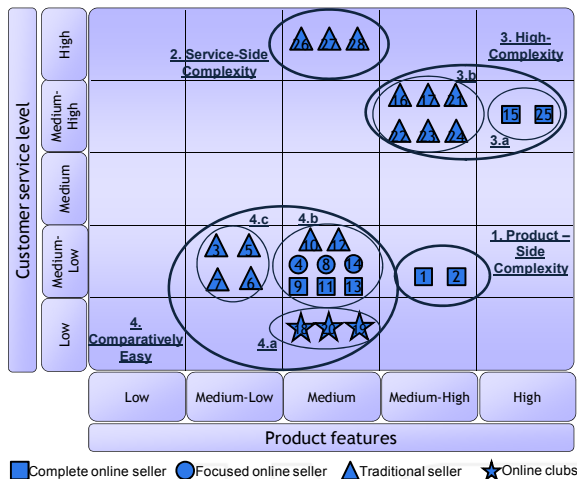 High
26 27 28
2. Service-Side
Complexity
3. High-
Complexity
3.b
Medium-
High
16 17 21
15 25
22 23 24
3.a
Medium
4.c
4.b
Medium-
Low
3 5
10 12
4 8 14
7 6
9 11 13
1. Product –
Side
Complexity
1 2
Low
18 20 19
4.
Comparatively
Easy
4.a
Customer service level
Low
Medium-Low
Medium
Medium-High
High
Product features
Complete online seller
Focused online seller
Traditional seller
Online clubs